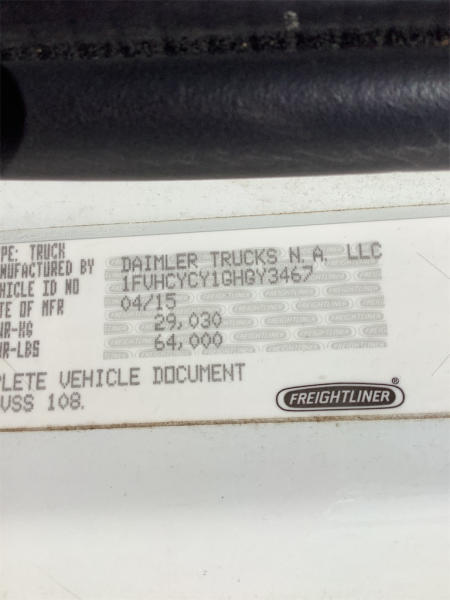 PE: TRUCK
NUFACTURED BY DAIMLER TRUCKS N.A. LLC
HICLE ID NO 1FVHCYCY1GHGY3467
TE OF MFR 04/15
WR-KG 29,030
WR-LBS 64,000
PLETE VEHICLE DOCUMENT
VSS 108.
FREIGHTLINER®